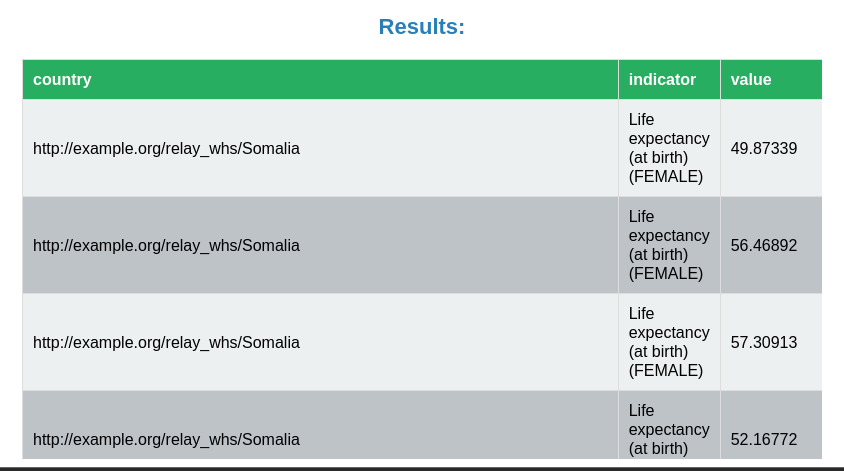 Results:
country indicator value
http://example.org/relay_whs/Somalia Life expectancy (at birth) (FEMALE) 49.87339
http://example.org/relay_whs/Somalia Life expectancy (at birth) (FEMALE) 56.46892
http://example.org/relay_whs/Somalia Life expectancy (at birth) (FEMALE) 57.30913
http://example.org/relay_whs/Somalia Life expectancy (at birth) 52.16772